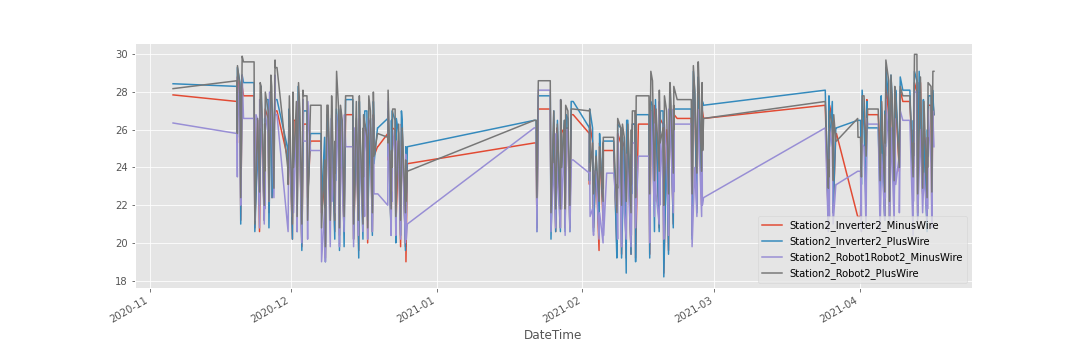 30
28
26
24
22
20
18
2020-11
2020-12
2021-01
2021-02
2021-03
2021-04
DateTime
Station2_Inverter2_MinusWire
Station2_Inverter2_PlusWire
Station2_Robot1Robot2_MinusWire
Station2_Robot2_PlusWire